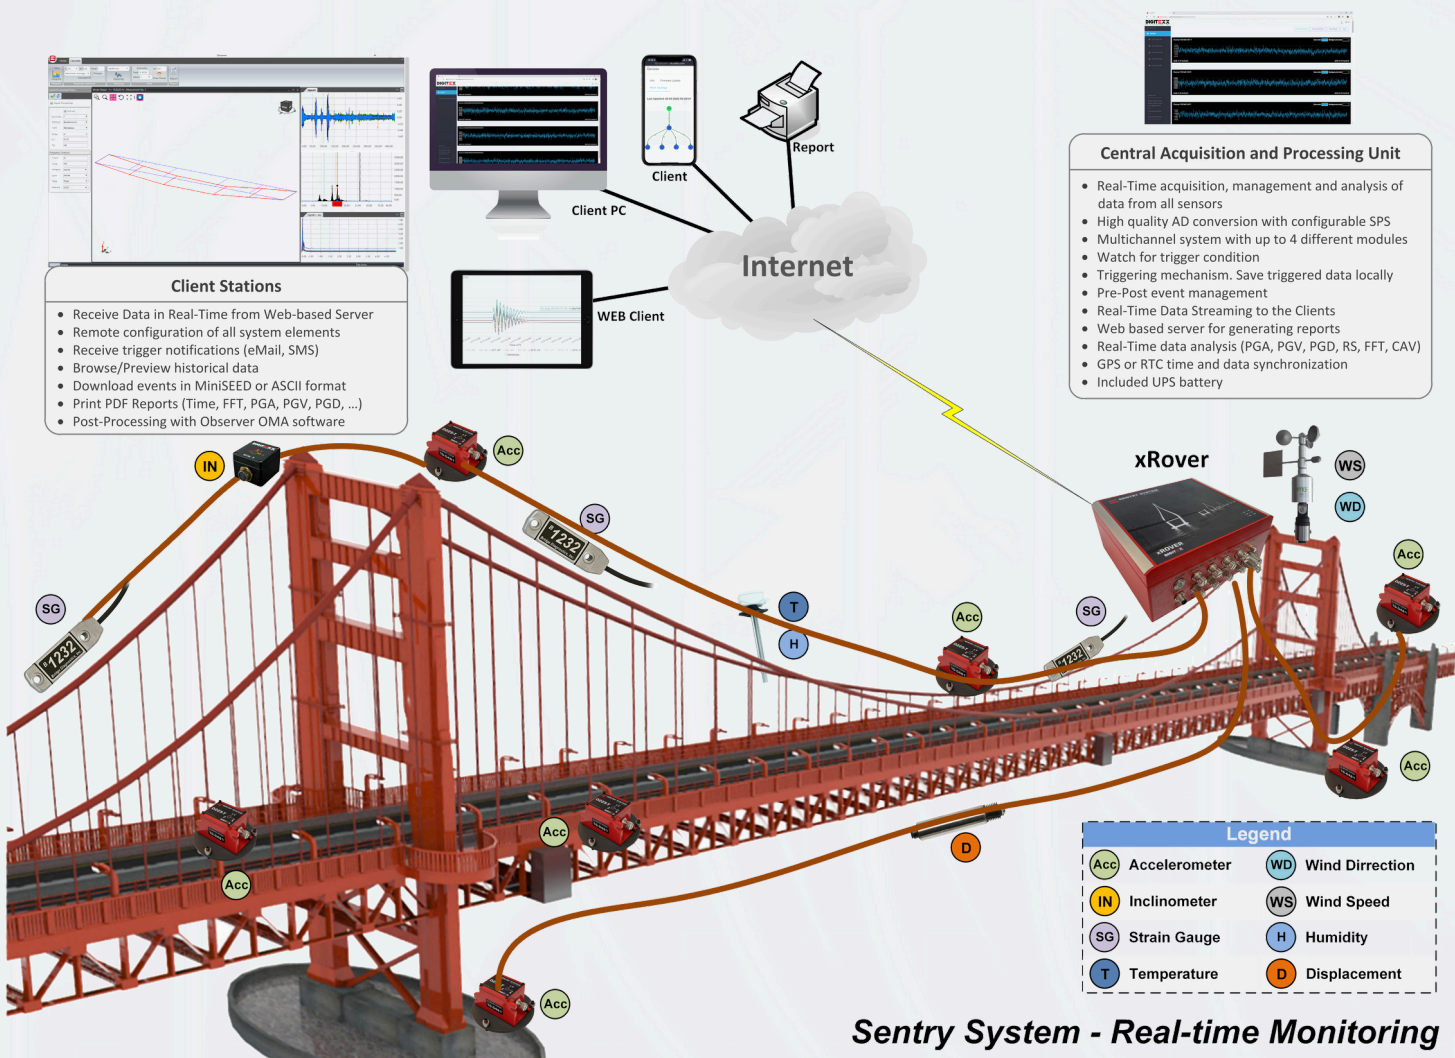 DIGITEXX
DIGITEXX
Report
Client
Client PC
Internet
WEB Client
Central Acquisition and Processing Unit
Real-Time acquisition, management and analysis of
data from all sensors
High quality AD conversion with configurable SPS
Multichannel system with up to 4 different modules
Watch for trigger condition
Triggering mechanism. Save triggered data locally
Pre-Post event management
Real-Time Data Streaming to the Clients
Web based server for generating reports
Real-Time data analysis (PGA, PGV, PGD, RS, FFT, CAV)
GPS or RTC time and data synchronization
Included UPS battery
Client Stations
Receive Data in Real-Time from Web-based Server
Remote configuration of all system elements
Receive trigger notifications (eMail, SMS)
Browse/Preview historical data
Download events in MiniSEED or ASCII format
Print PDF Reports (Time, FFT, PGA, PGV, PGD, ...)
Post-Processing with Observer OMA software
IN
Acc
xRover
WS
WD
SENTRY SYSTEM
xROVER
SG
1232
Acc
SG
1232
T
H
Acc
SG
1232
Acc
Acc
Acc
D
Acc
Legend
Acc Accelerometer
WD Wind Dirrection
IN Inclinometer
WS Wind Speed
SG Strain Gauge
H Humidity
T Temperature
D Displacement
Sentry System - Real-time Monitoring